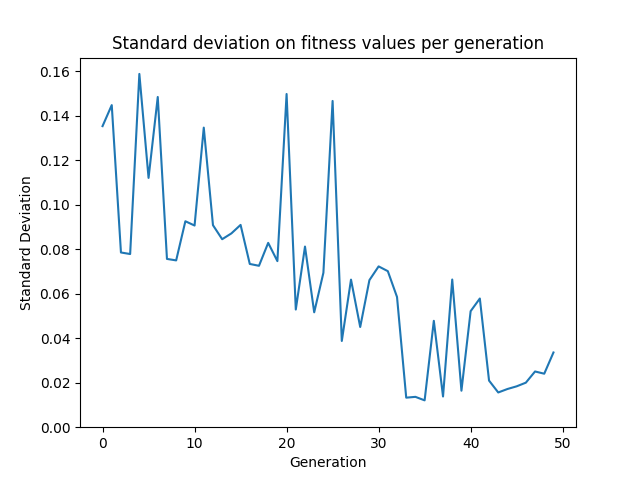 Standard deviation on fitness values per generation
0.16
0.14
0.12
0.10
0.08
0.06
0.04
0.02
0.00
Standard Deviation
0 10 20 30 40 50
Generation